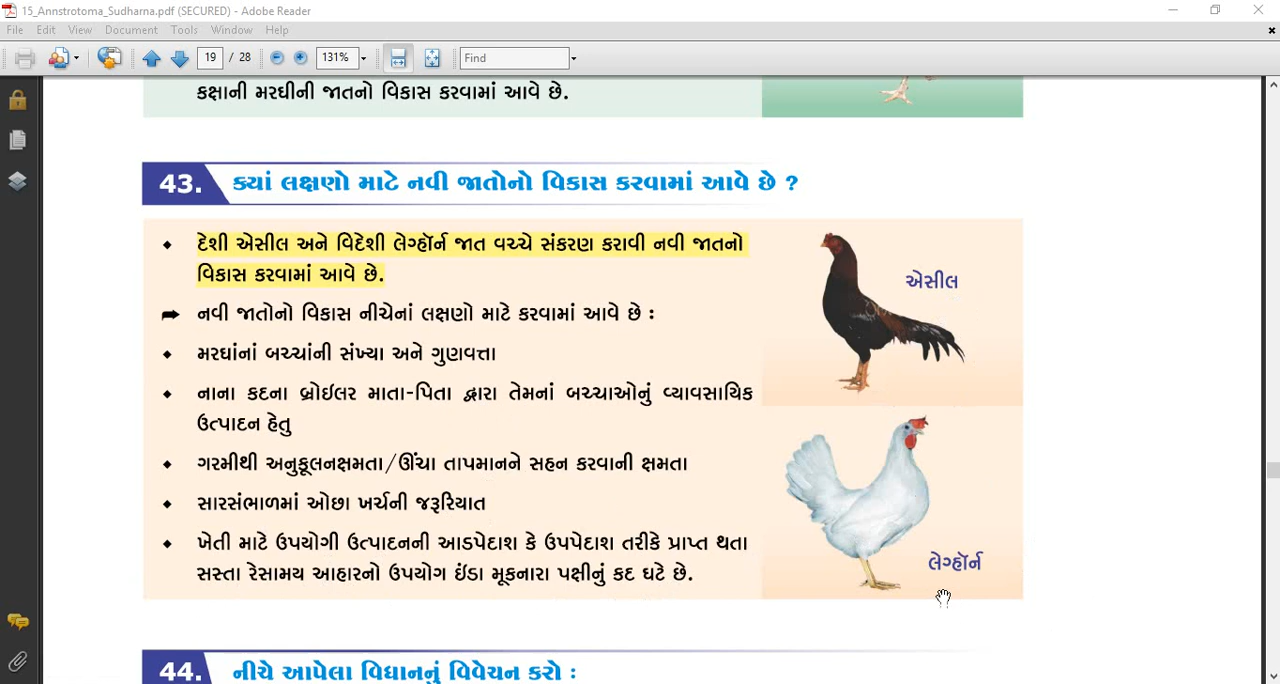 15_Annstrotoma_Sudharna.pdf (SECURED) - Adobe Reader
File Edit View Document Tools Window Help
19 / 28 131% Find
કક્ષાની મરઘીની જાતનો વિકાસ કરવામાં આવે છે.
43. ક્યાં લક્ષણો માટે નવી જાતોનો વિકાસ કરવામાં આવે છે ?
◆ દેશી એસીલ અને વિદેશી લેગ્હૉર્ન જાત વચ્ચે સંકરણ કરાવી નવી જાતનો
વિકાસ કરવામાં આવે છે.
એસીલ
➡ નવી જાતોનો વિકાસ નીચેનાં લક્ષણો માટે કરવામાં આવે છે :
◆ મરઘાંનાં બચ્ચાંની સંખ્યા અને ગુણવત્તા
◆ નાના કદના બ્રોઇલર માતા-પિતા દ્વારા તેમનાં બચ્ચાઓનું વ્યાવસાયિક
ઉત્પાદન હેતુ
◆ ગરમીથી અનુકૂલનક્ષમતા/ઊંચા તાપમાનને સહન કરવાની ક્ષમતા
◆ સારસંભાળમાં ઓછા ખર્ચની જરૂરિયાત
◆ ખેતી માટે ઉપયોગી ઉત્પાદનની આડપેદાશ કે ઉપપેદાશ તરીકે પ્રાપ્ત થતા
સસ્તા રેસામય આહારનો ઉપયોગ ઈંડા મૂકનારા પક્ષીનું કદ ઘટે છે.
લેગ્હૉર્ન
44. નીચે આપેલા વિધાનનું વિવેચન કરો :